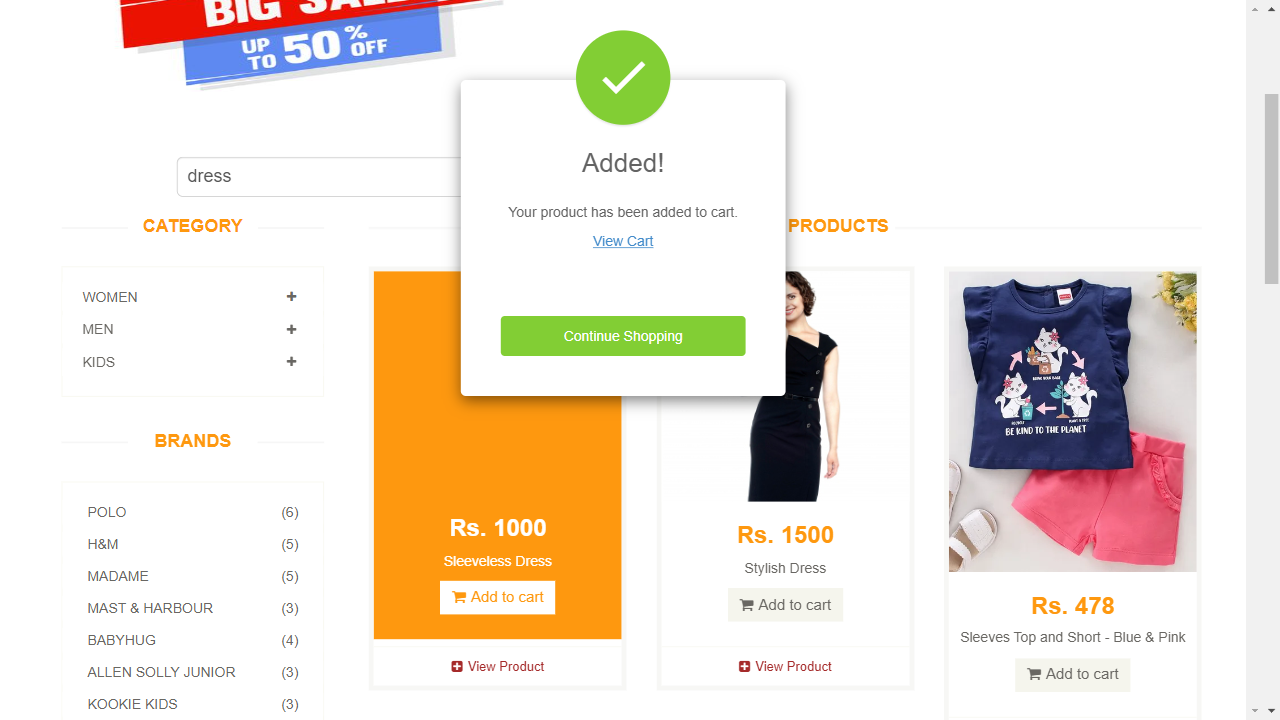 BIG SALE
UP TO 50% OFF
Added!
Your product has been added to cart.
View Cart
Continue Shopping
dress
CATEGORY
WOMEN
MEN
KIDS
BRANDS
POLO (6)
H&M (5)
MADAME (5)
MAST & HARBOUR (3)
BABYHUG (4)
ALLEN SOLLY JUNIOR (3)
KOOKIE KIDS (3)
PRODUCTS
Rs. 1000
Sleeveless Dress
Add to cart
View Product
Rs. 1500
Stylish Dress
Add to cart
View Product
BE KIND TO THE PLANET
Rs. 478
Sleeves Top and Short - Blue & Pink
Add to cart